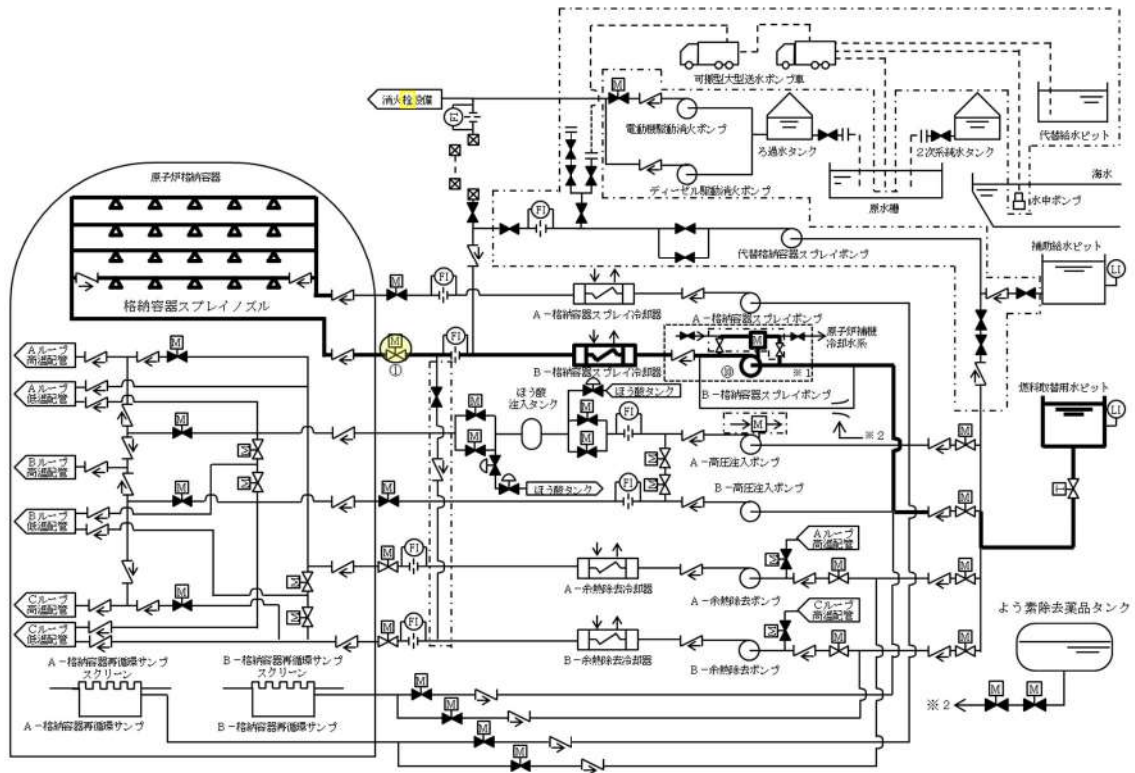 可搬型大型送水ポンプ車
消火栓設備
FI
M
電動機駆動消火ポンプ
ろ過水タンク
2次系純水タンク
代替給水ピット
ディーゼル駆動消火ポンプ
原水槽
海水
水中ポンプ
原子炉格納容器
FI
代替格納容器スプレイポンプ
補助給水ピット
LI
格納容器スプレイノズル
M
FI
A-格納容器スプレイ冷却器
A-格納容器スプレイポンプ
原子炉補機
冷却水系
M
①
FI
B-格納容器スプレイ冷却器
M
⑩
※1
B-格納容器スプレイポンプ
燃料取替用水ピット
LI
Aループ
高温配管
M
ほう酸
注入タンク
ほう酸タンク
Aループ
低温配管
M
M
M
FI
M
※2
M
M
M
M
A-高圧注入ポンプ
M
Bループ
高温配管
M
M
ほう酸タンク
M
B-高圧注入ポンプ
M
Bループ
低温配管
M
M
FI
M
T
Aループ
高温配管
M
FI
M
M
M
A-余熱除去冷却器
A-余熱除去ポンプ
Cループ
高温配管
M
M
Cループ
高温配管
よう素除去薬品タンク
Cループ
低温配管
M
M
FI
M
M
M
B-余熱除去冷却器
B-余熱除去ポンプ
A-格納容器再循環サンプ
スクリーン
B-格納容器再循環サンプ
スクリーン
M
M
M
※2
A-格納容器再循環サンプ
B-格納容器再循環サンプ
M
M
M